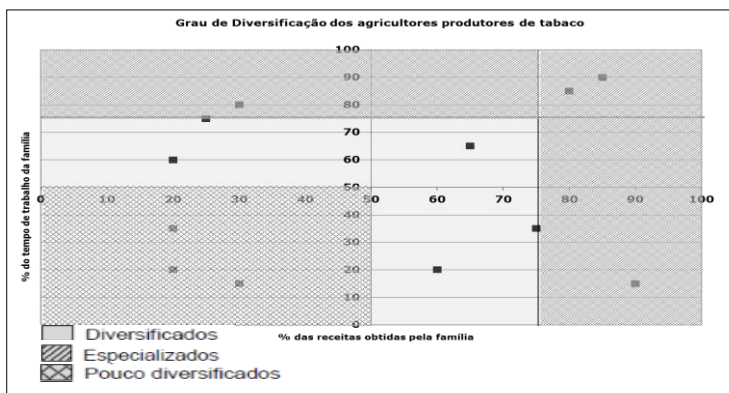 Grau de Diversificação dos agricultores produtores de tabaco
100
90
80
70
60
0 10 20 30 40 50 50 60 70 80 90 100
40
30
20
10
0
% do tempo de trabalho da família
% das receitas obtidas pela família
Diversificados
Especializados
Pouco diversificados